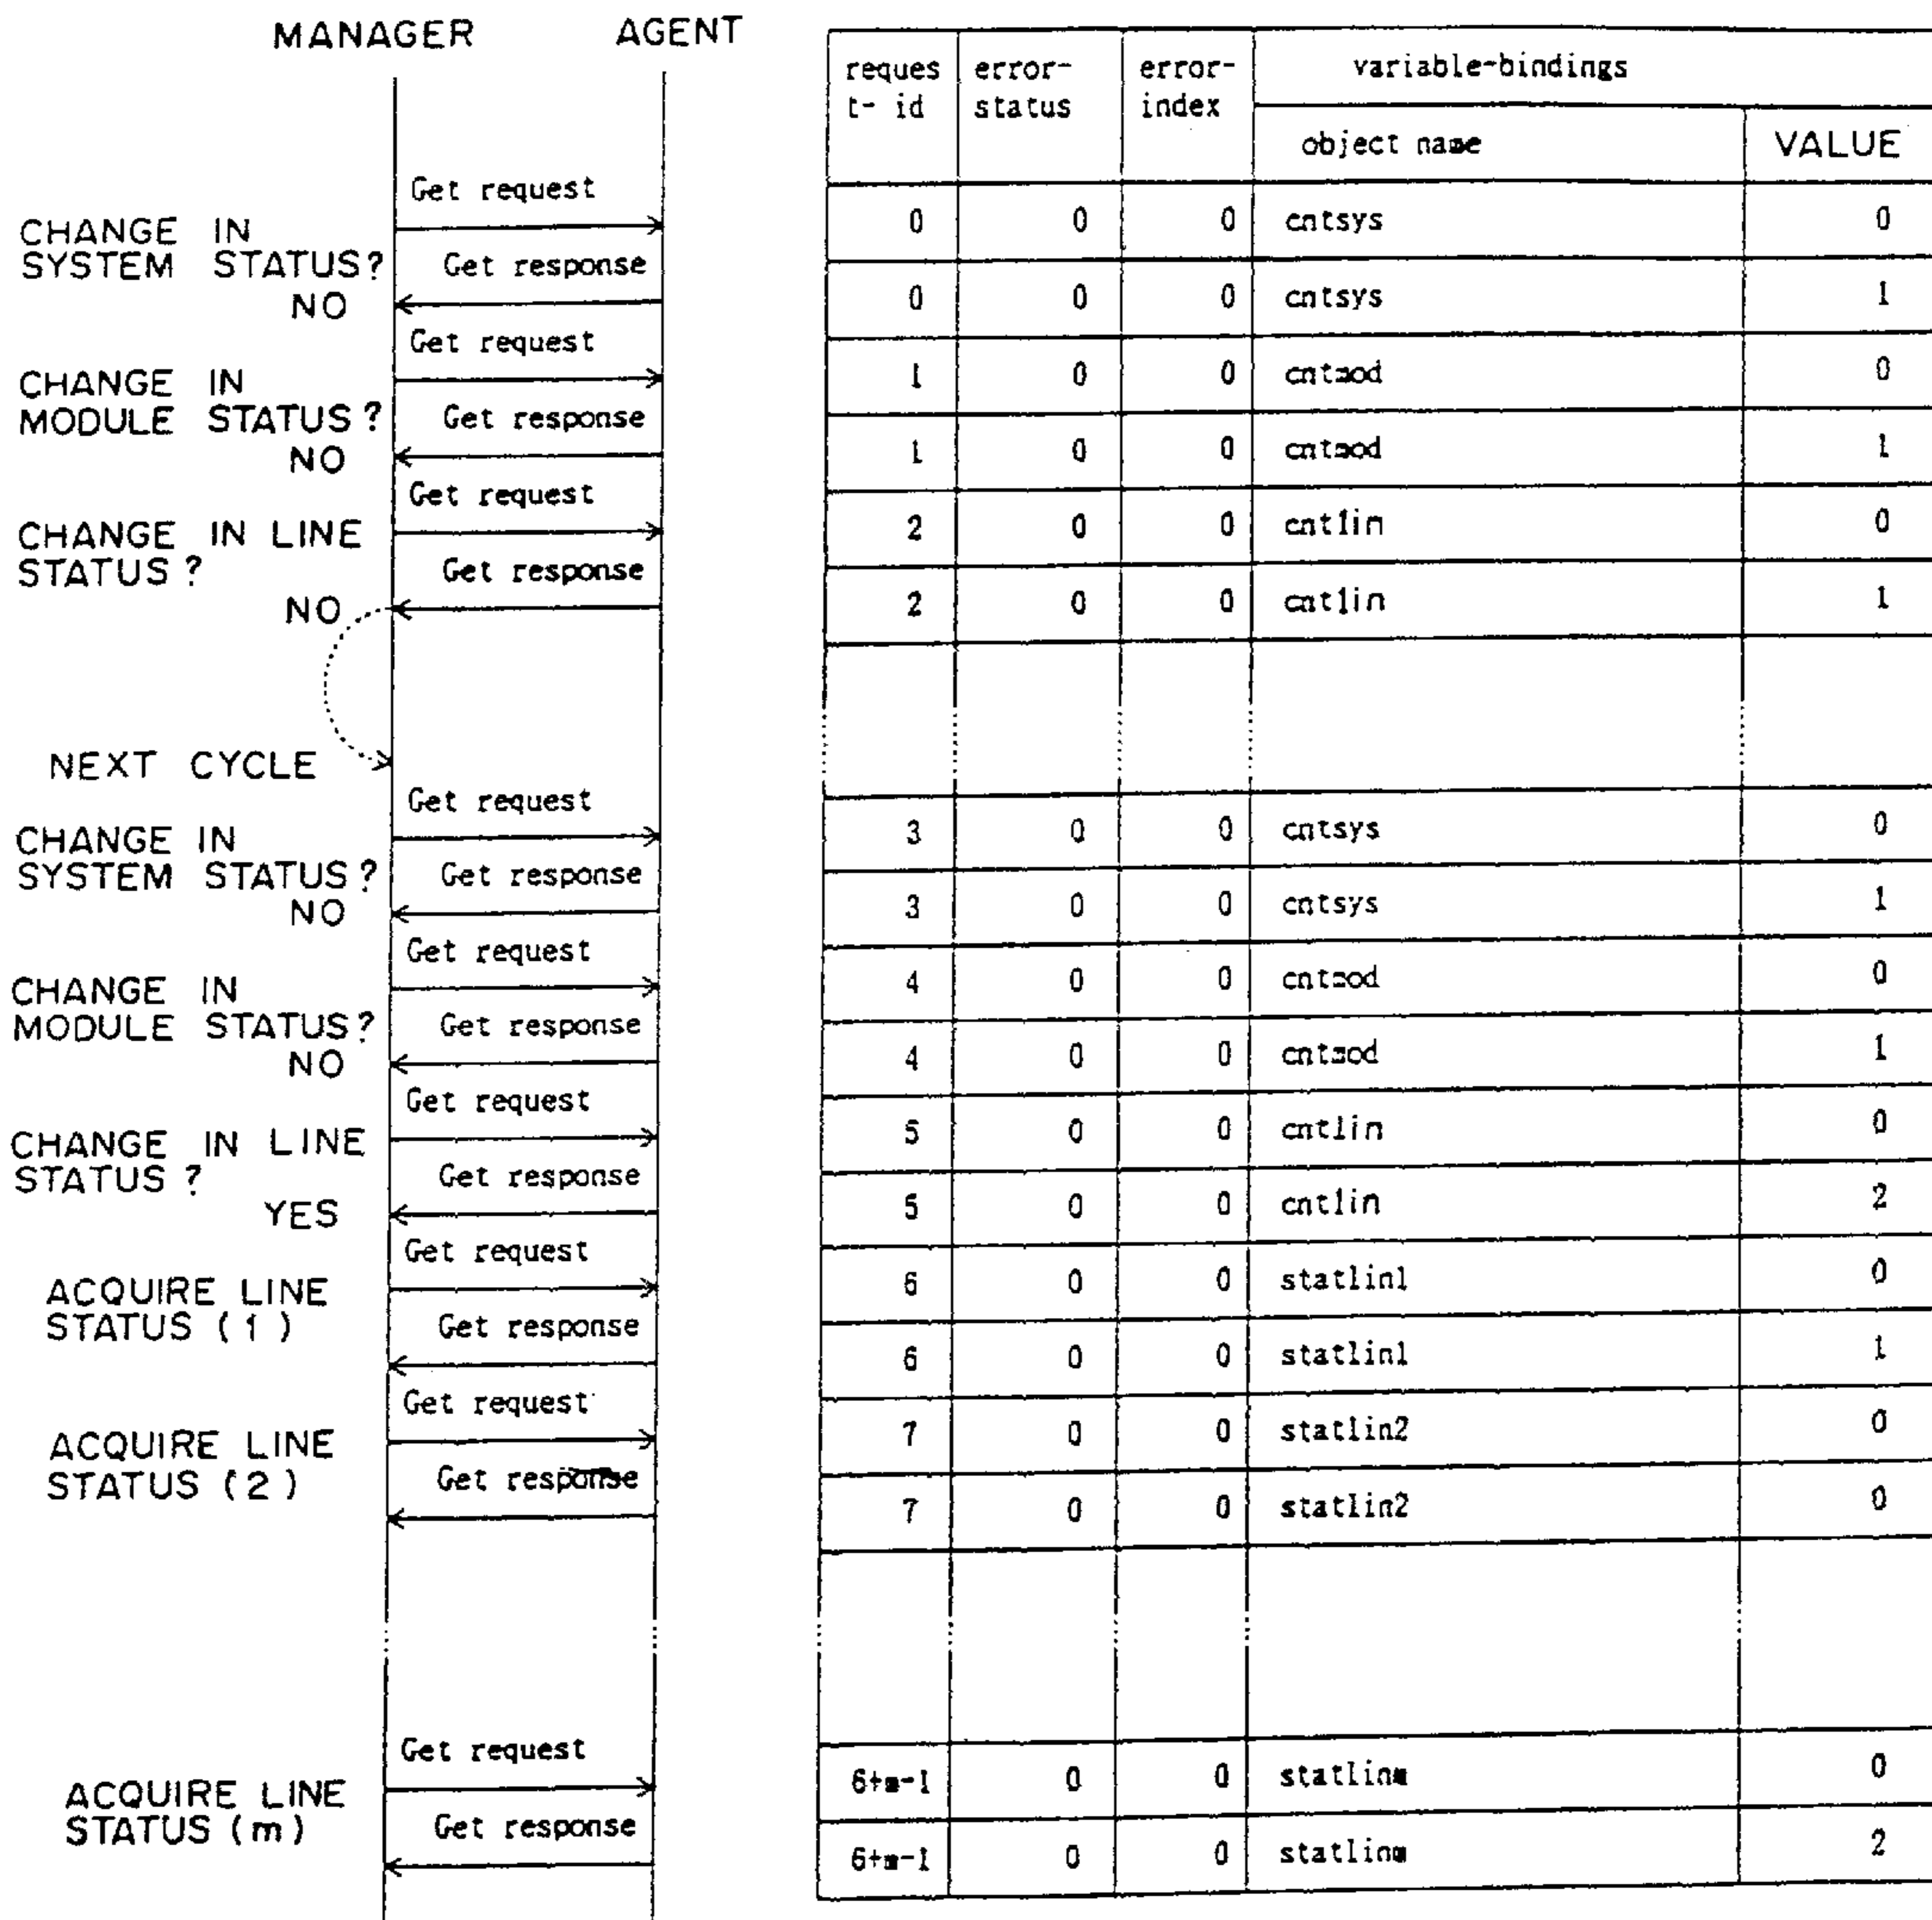 MANAGER AGENT
reques error- error- variable-bindings
t- id status index
object name VALUE
Get request
CHANGE IN
SYSTEM STATUS?
0 0 0 cntsys 0
Get response
NO
0 0 0 cntsys 1
Get request
CHANGE IN
MODULE STATUS?
1 0 0 cntmod 0
Get response
NO
1 0 0 cntmod 1
Get request
CHANGE IN LINE
STATUS?
2 0 0 cntlin 0
Get response
NO
2 0 0 cntlin 1
NEXT CYCLE
Get request
CHANGE IN
SYSTEM STATUS?
3 0 0 cntsys 0
Get response
NO
3 0 0 cntsys 1
Get request
CHANGE IN
MODULE STATUS?
4 0 0 cntmod 0
Get response
NO
4 0 0 cntmod 1
Get request
CHANGE IN LINE
STATUS?
5 0 0 cntlin 0
Get response
YES
5 0 0 cntlin 2
Get request
ACQUIRE LINE
STATUS (1)
6 0 0 statlin1 0
Get response
6 0 0 statlin1 1
Get request
ACQUIRE LINE
STATUS (2)
7 0 0 statlin2 0
Get response
7 0 0 statlin2 0
Get request
ACQUIRE LINE
STATUS (m)
6+m-1 0 0 statlinm 0
Get response
6+m-1 0 0 statlinm 2